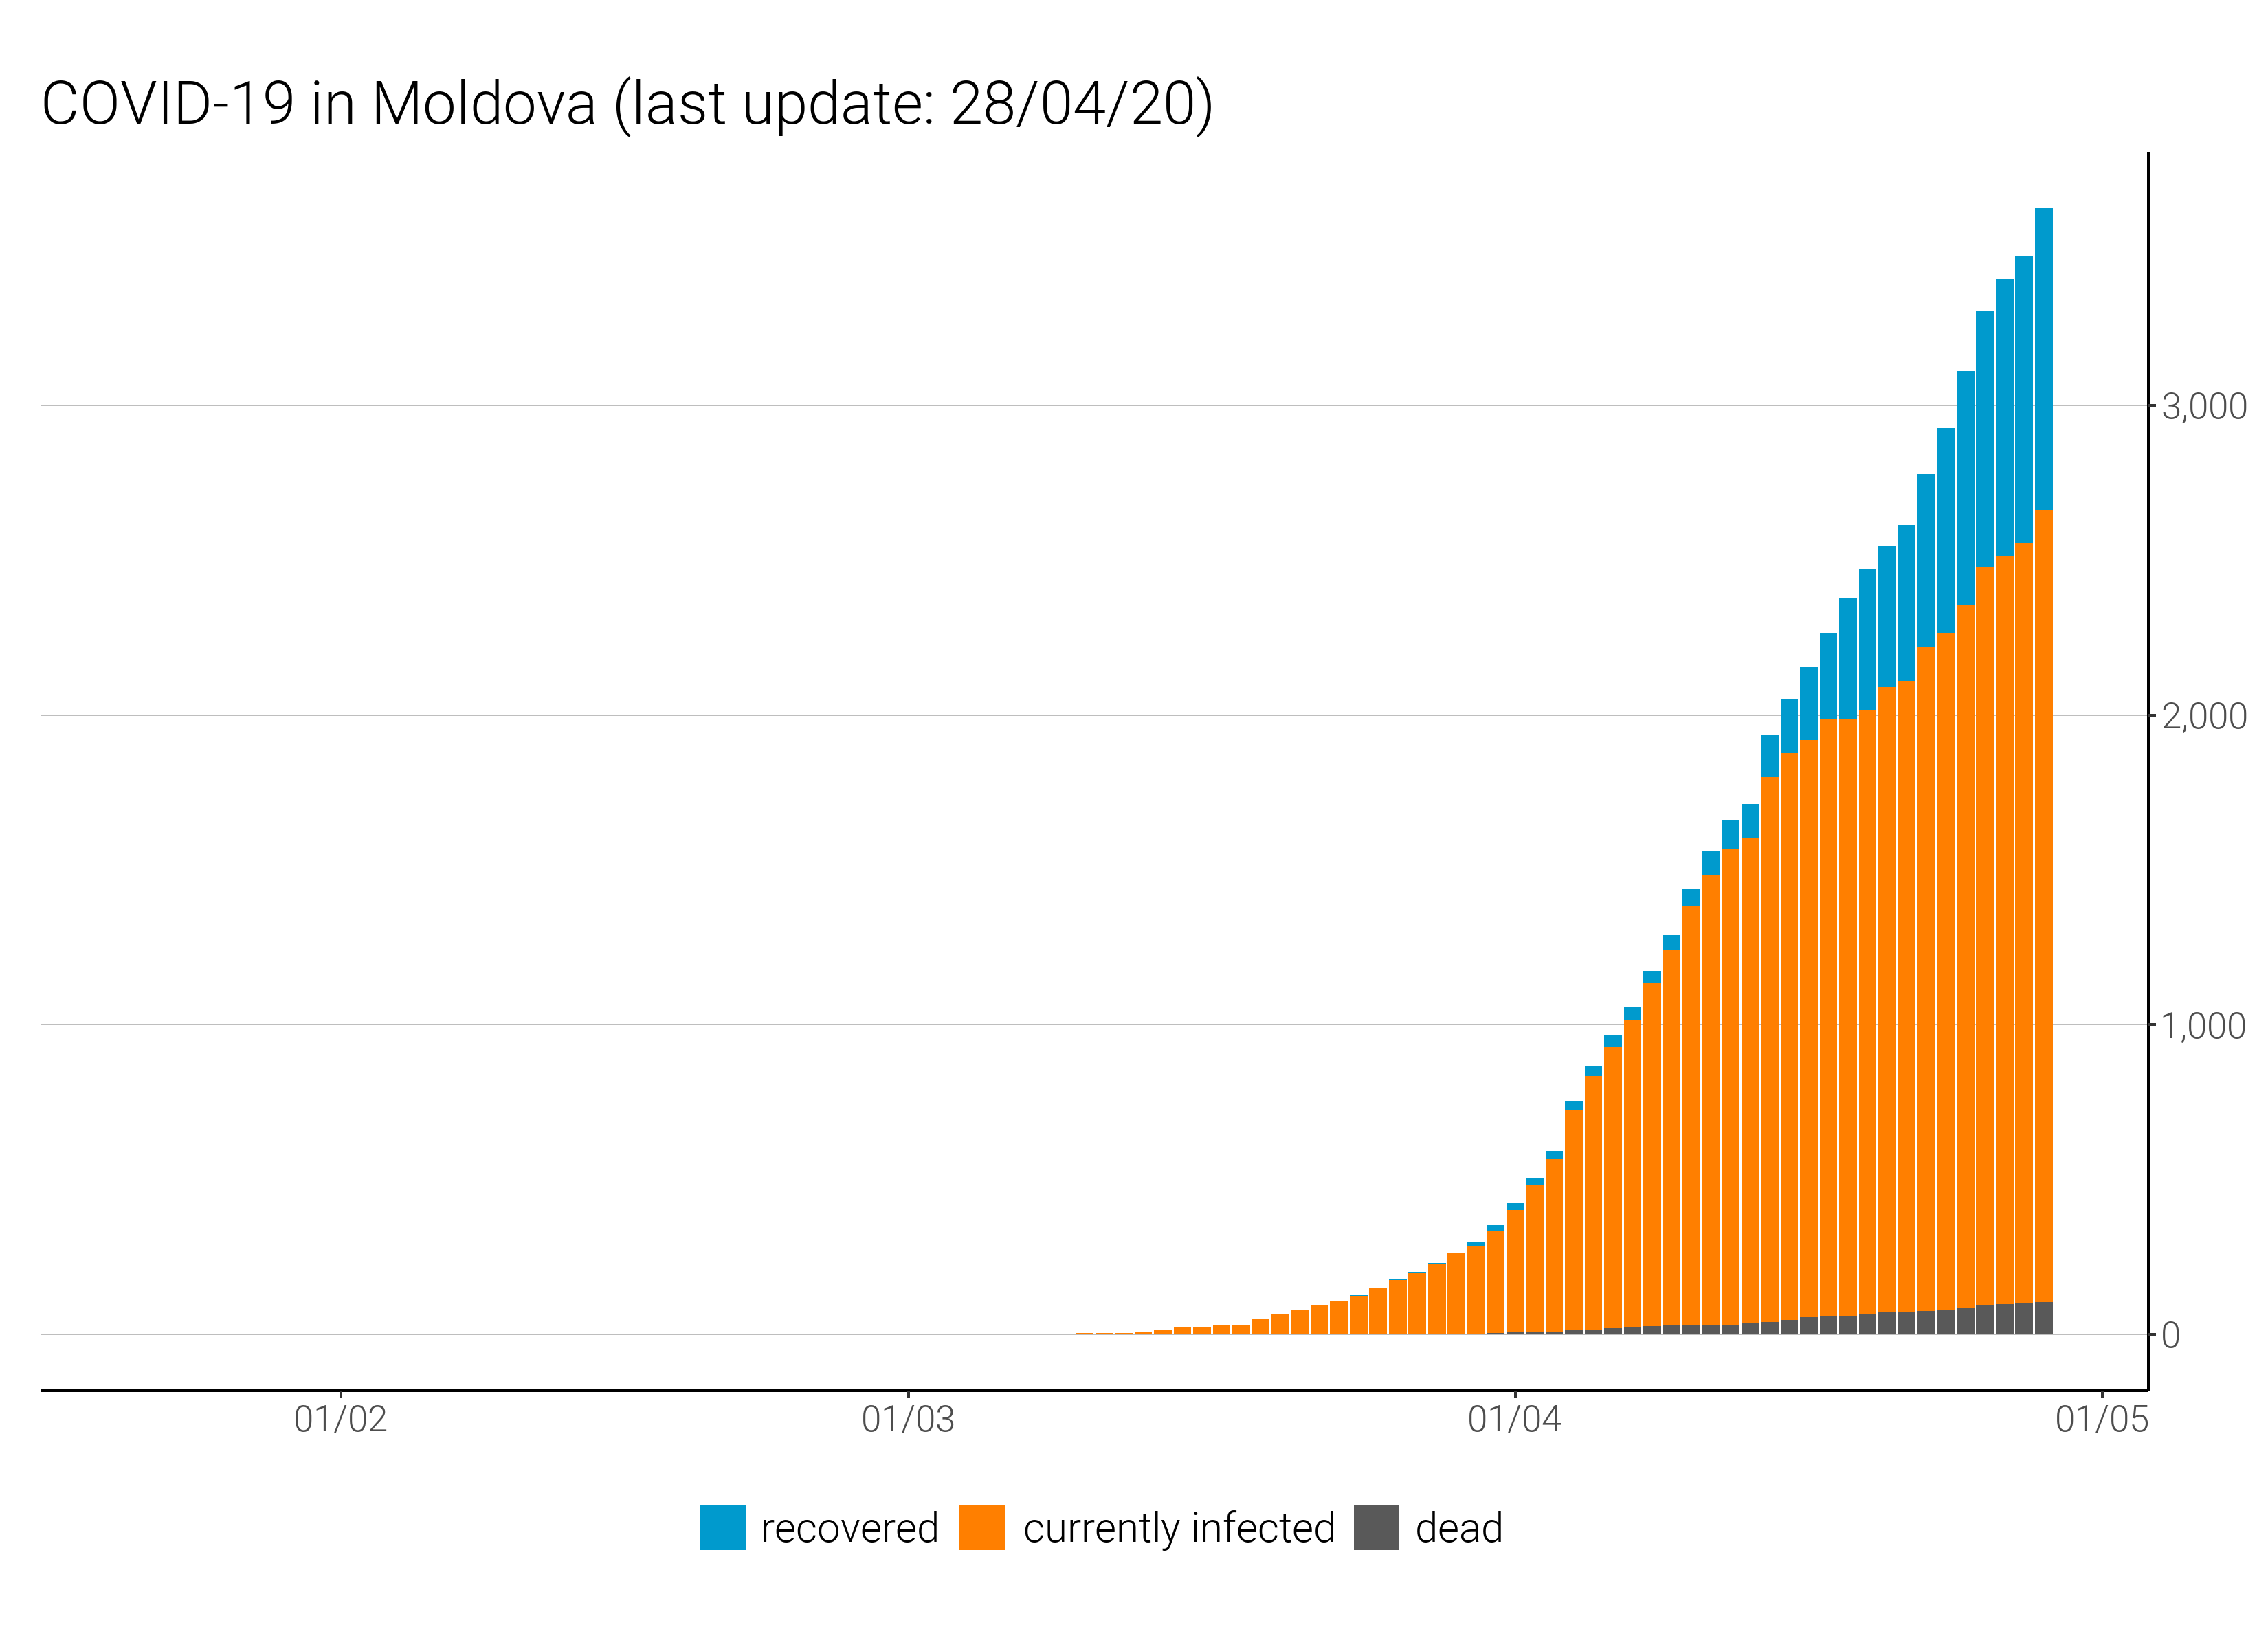 COVID-19 in Moldova (last update: 28/04/20)
3,000
2,000
1,000
0
01/02 01/03 01/04 01/05
recovered currently infected dead